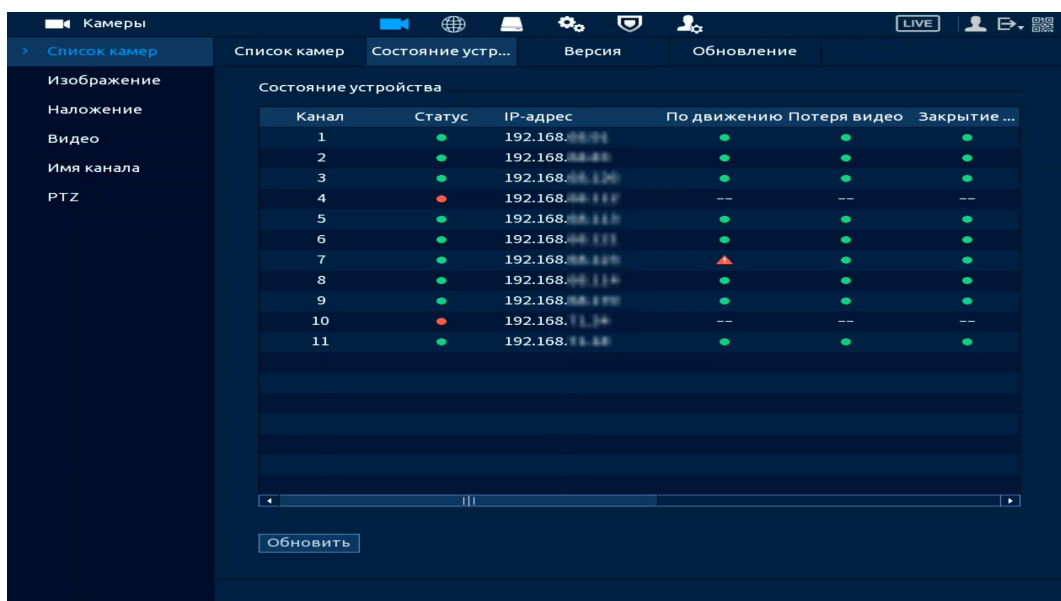 Камеры LIVE
Список камер Список камер Состояние устр... Версия Обновление
Изображение
Состояние устройства
Наложение
Канал Статус IP-адрес По движению Потеря видео Закрытие ...
Видео
1 192.168.
2 192.168.
Имя канала
3 192.168.
PTZ
4 192.168. -- -- --
5 192.168.
6 192.168.
7 192.168.
8 192.168.
9 192.168.
10 192.168. -- -- --
11 192.168.
Обновить